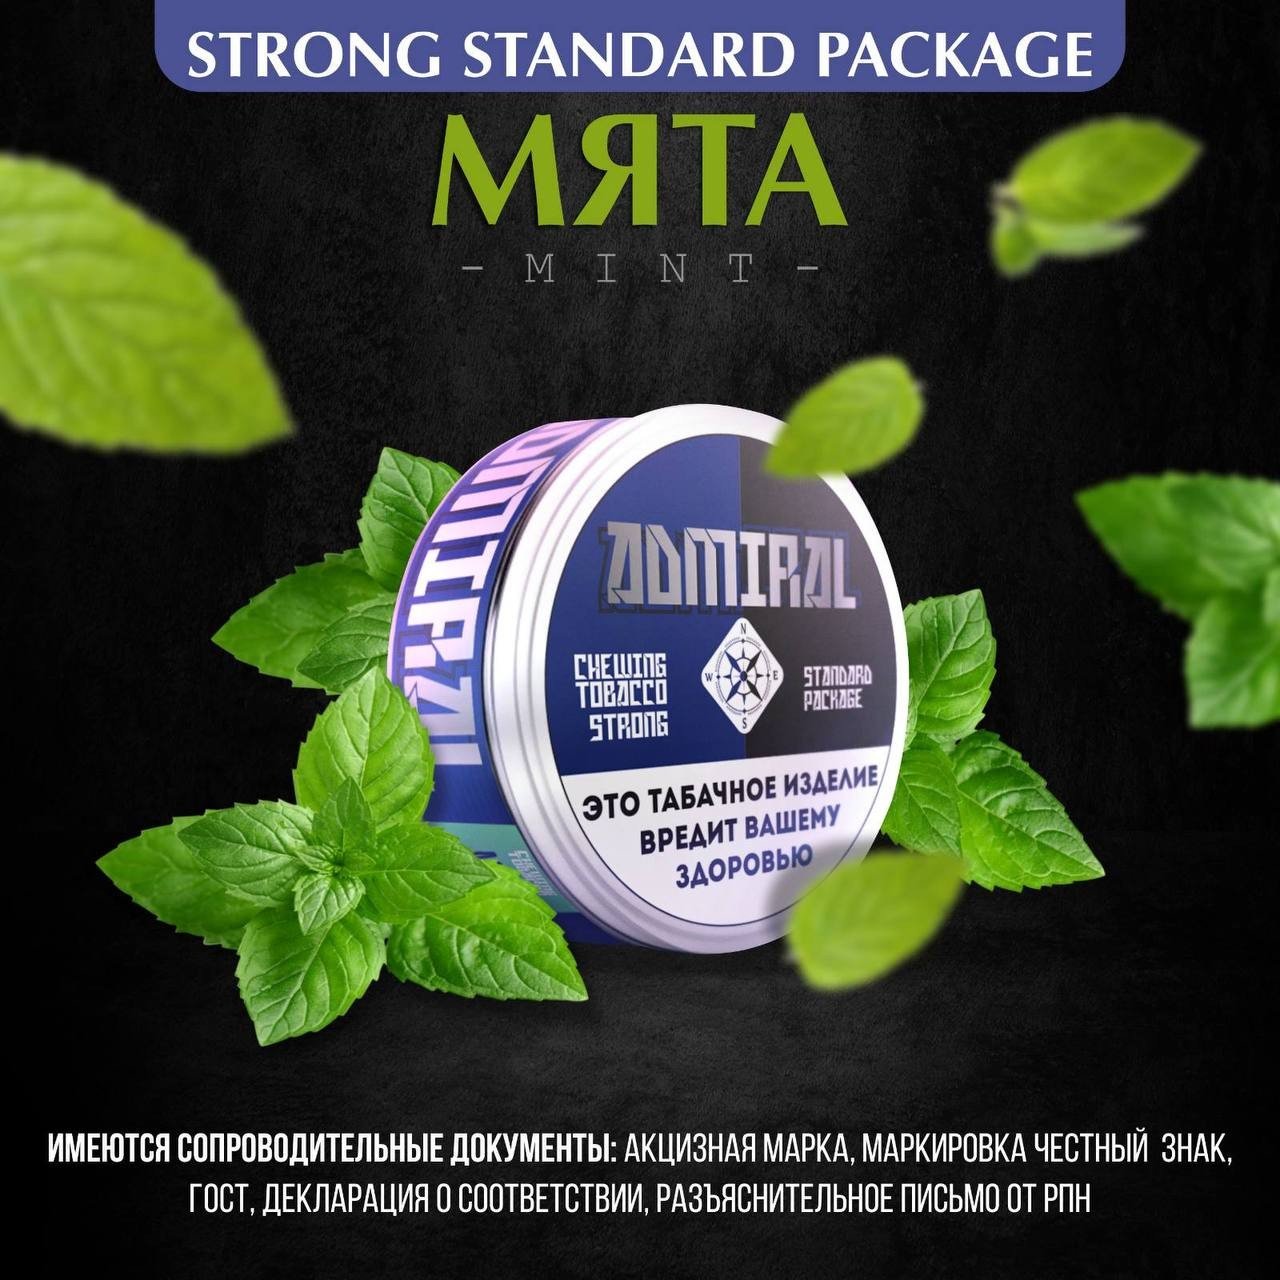 STRONG STANDARD PACKAGE
МЯТА
- MINT -
ADMIRAL
ADMIRAL
N
W E
S
CHEWING
TOBACCO
STRONG
STANDARD
PACKAGE
ЭТО ТАБАЧНОЕ ИЗДЕЛИЕ
ВРЕДИТ ВАШЕМУ
ЗДОРОВЬЮ
ИМЕЮТСЯ СОПРОВОДИТЕЛЬНЫЕ ДОКУМЕНТЫ: АКЦИЗНАЯ МАРКА, МАРКИРОВКА ЧЕСТНЫЙ ЗНАК,
ГОСТ, ДЕКЛАРАЦИЯ О СООТВЕТСТВИИ, РАЗЪЯСНИТЕЛЬНОЕ ПИСЬМО ОТ РПН